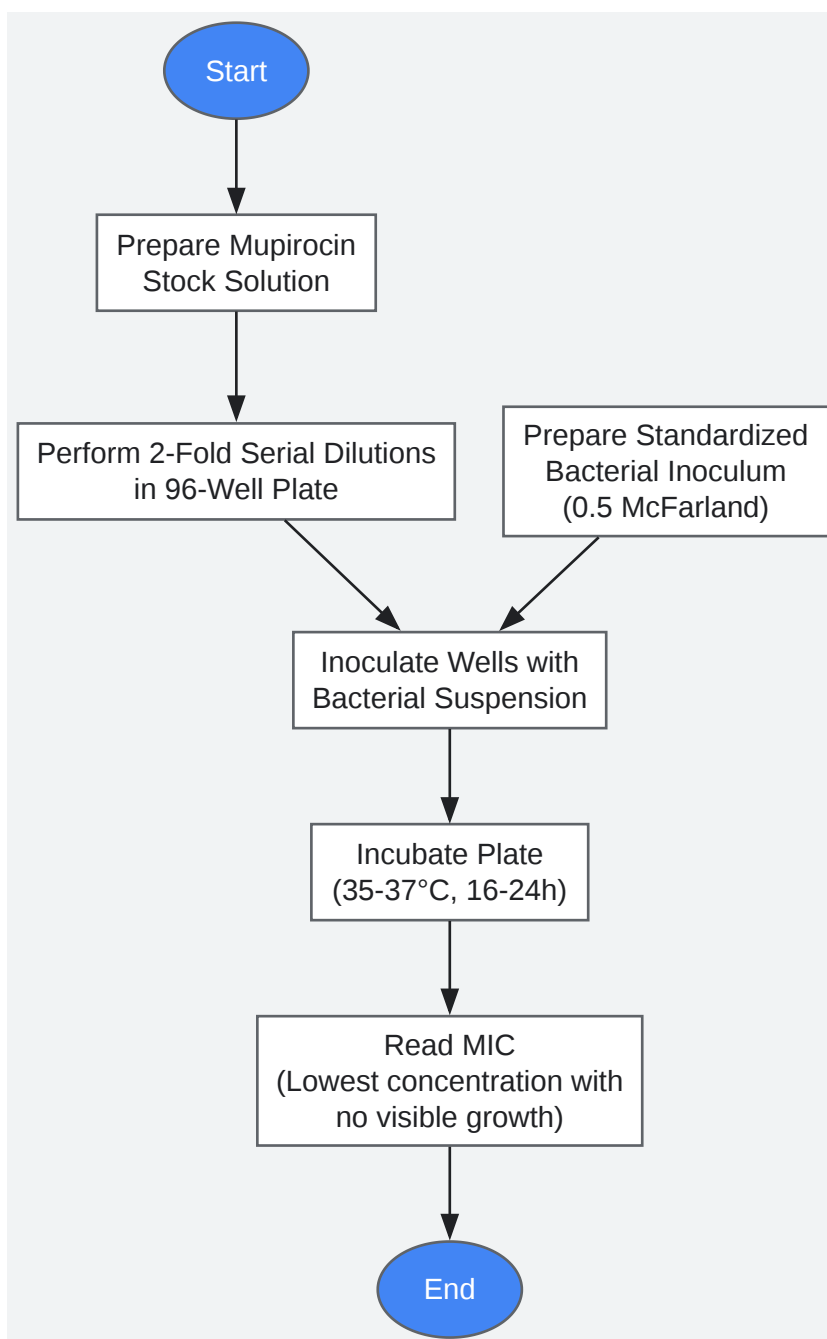 Start
Prepare Mupirocin
Stock Solution
Perform 2-Fold Serial Dilutions
in 96-Well Plate
Prepare Standardized
Bacterial Inoculum
(0.5 McFarland)
Inoculate Wells with
Bacterial Suspension
Incubate Plate
(35-37°C, 16-24h)
Read MIC
(Lowest concentration with
no visible growth)
End